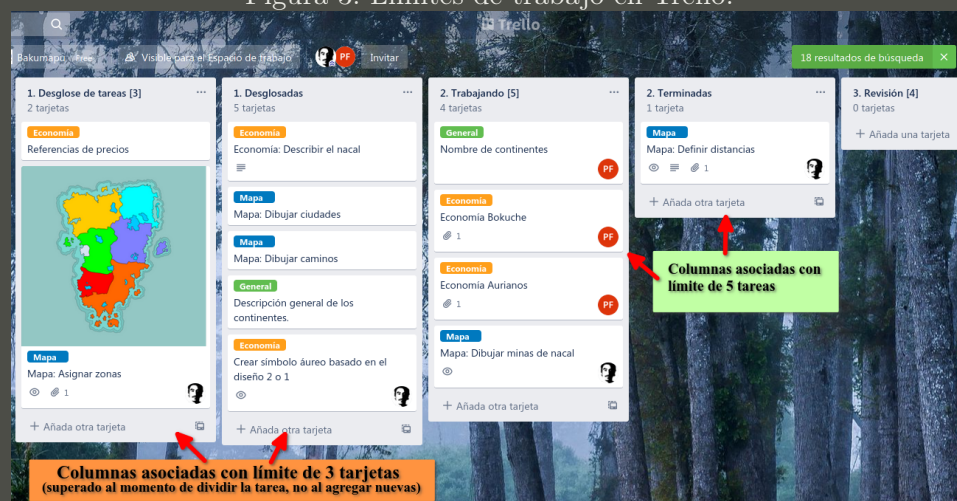 Figura 3: Límites de trabajo en Trello.
Trello
Bakumapu
Free
Visible para el Espacio de trabajo
PF
Invitar
18 resultados de búsqueda
1. Desglose de tareas [3]
2 tarjetas
Economía
Referencias de precios
Mapa
Mapa: Asignar zonas
1
+ Añada otra tarjeta
1. Desglosadas
5 tarjetas
Economía
Economía: Describir el nacal
Mapa
Mapa: Dibujar ciudades
Mapa
Mapa: Dibujar caminos
General
Descripción general de los
continentes.
Economía
Crear símbolo áureo basado en el
diseño 2 o 1
+ Añada otra tarjeta
2. Trabajando [5]
4 tarjetas
General
Nombre de continentes
PF
Economía
Economia Bokuche
1
PF
Economía
Economía Aurianos
1
PF
Mapa
Mapa: Dibujar minas de nacal
+ Añada otra tarjeta
2. Terminadas
1 tarjeta
Mapa
Mapa: Definir distancias
1
+ Añada otra tarjeta
3. Revisión [4]
0 tarjetas
+ Añada una tarjeta
Columnas asociadas con
límite de 5 tareas
Columnas asociadas con límite de 3 tarjetas
(superado al momento de dividir la tarea, no al agregar nuevas)